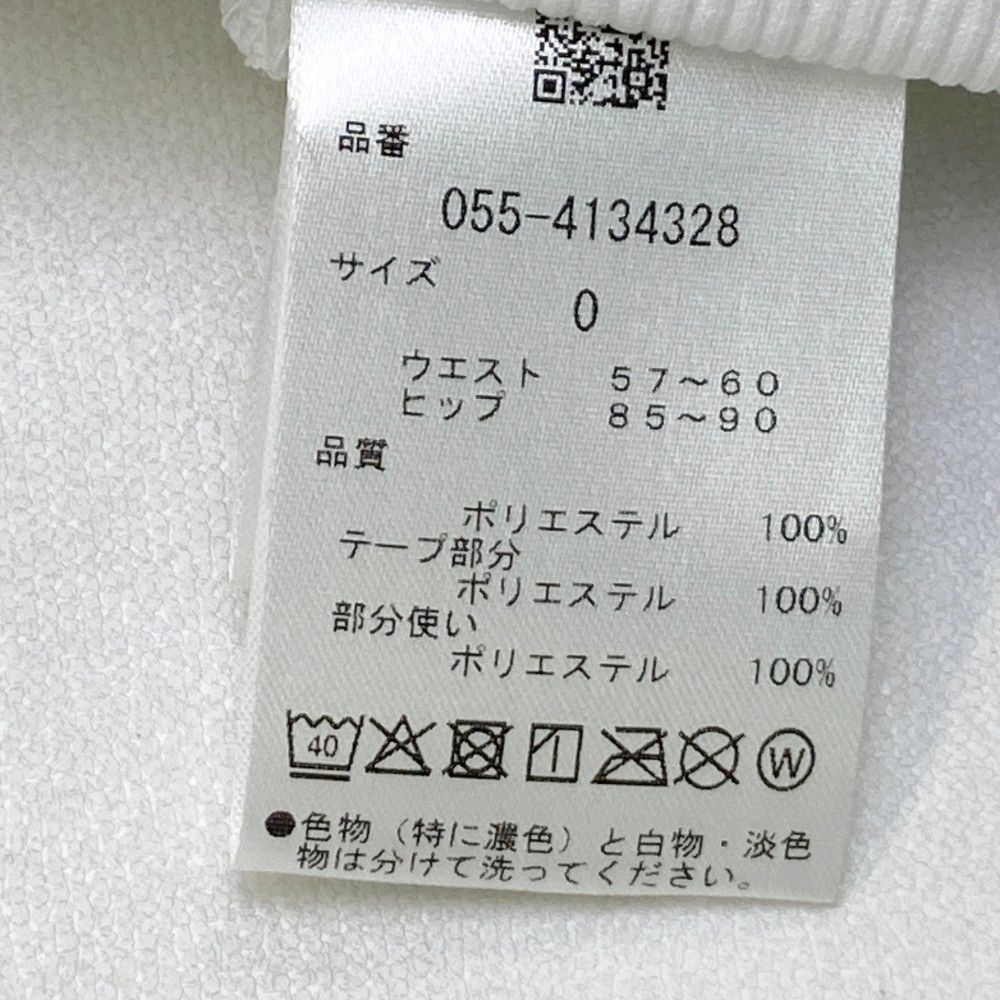 品番
055-4134328
サイズ
0
ウエスト 57～60
ヒップ 85～90
品質
ポリエステル 100%
テープ部分
ポリエステル 100%
部分使い
ポリエステル 100%
40
W
●色物（特に濃色）と白物・淡色
物は分けて洗ってください。